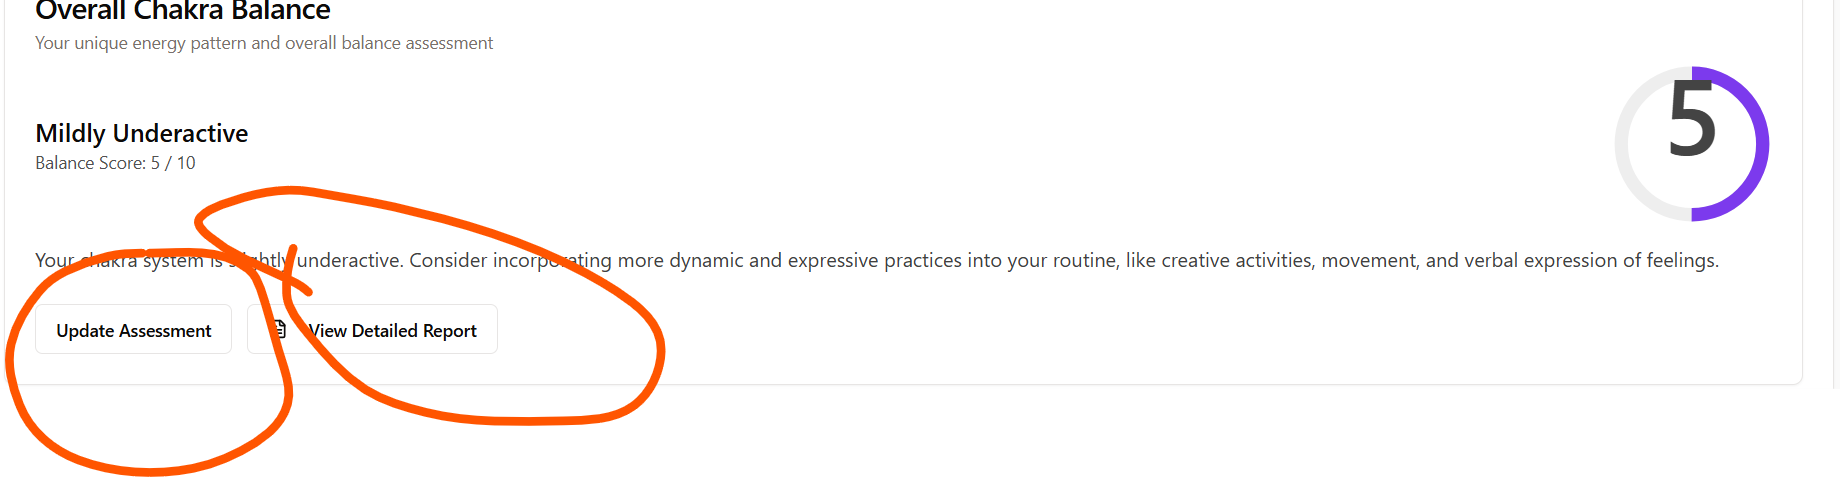 Overall Chakra Balance
Your unique energy pattern and overall balance assessment
5
Mildly Underactive
Balance Score: 5 / 10
Your chakra system is slightly underactive. Consider incorporating more dynamic and expressive practices into your routine, like creative activities, movement, and verbal expression of feelings.
Update Assessment
View Detailed Report